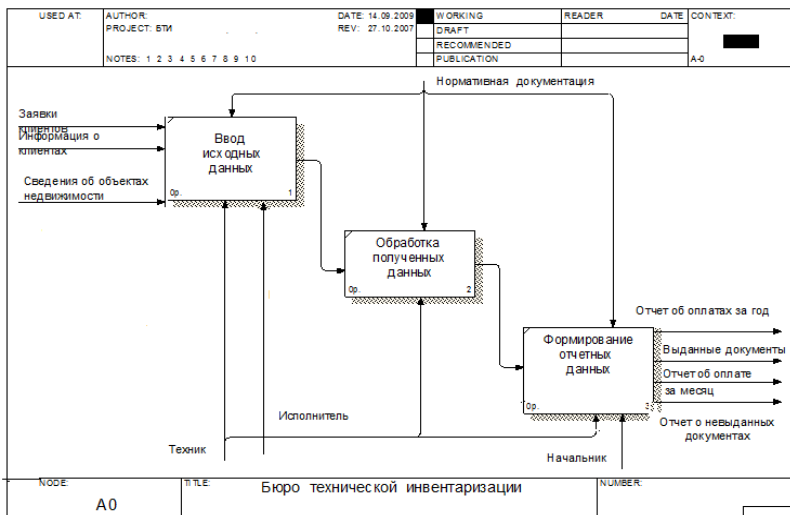 USED AT:
AUTHOR:
DATE: 14.09.2009
WORKING
READER
DATE
CONTEXT:
PROJECT: БТИ
REV: 27.10.2007
DRAFT
RECOMMENDED
NOTES: 1 2 3 4 5 6 7 8 9 10
PUBLICATION
A-0
Нормативная документация
Заявки
клиентов
Информация о
клиентах
Сведения об объектах
недвижимости
Ввод
исходных
данных
0р.
1
Обработка
полученных
данных
0р.
2
Формирование
отчетных
данных
0р.
3
Отчет об оплатах за год
Выданные документы
Отчет об оплате
за месяц
Отчет о невыданных
документах
Исполнитель
Техник
Начальник
NODE:
TITLE:
Бюро технической инвентаризации
NUMBER:
A0